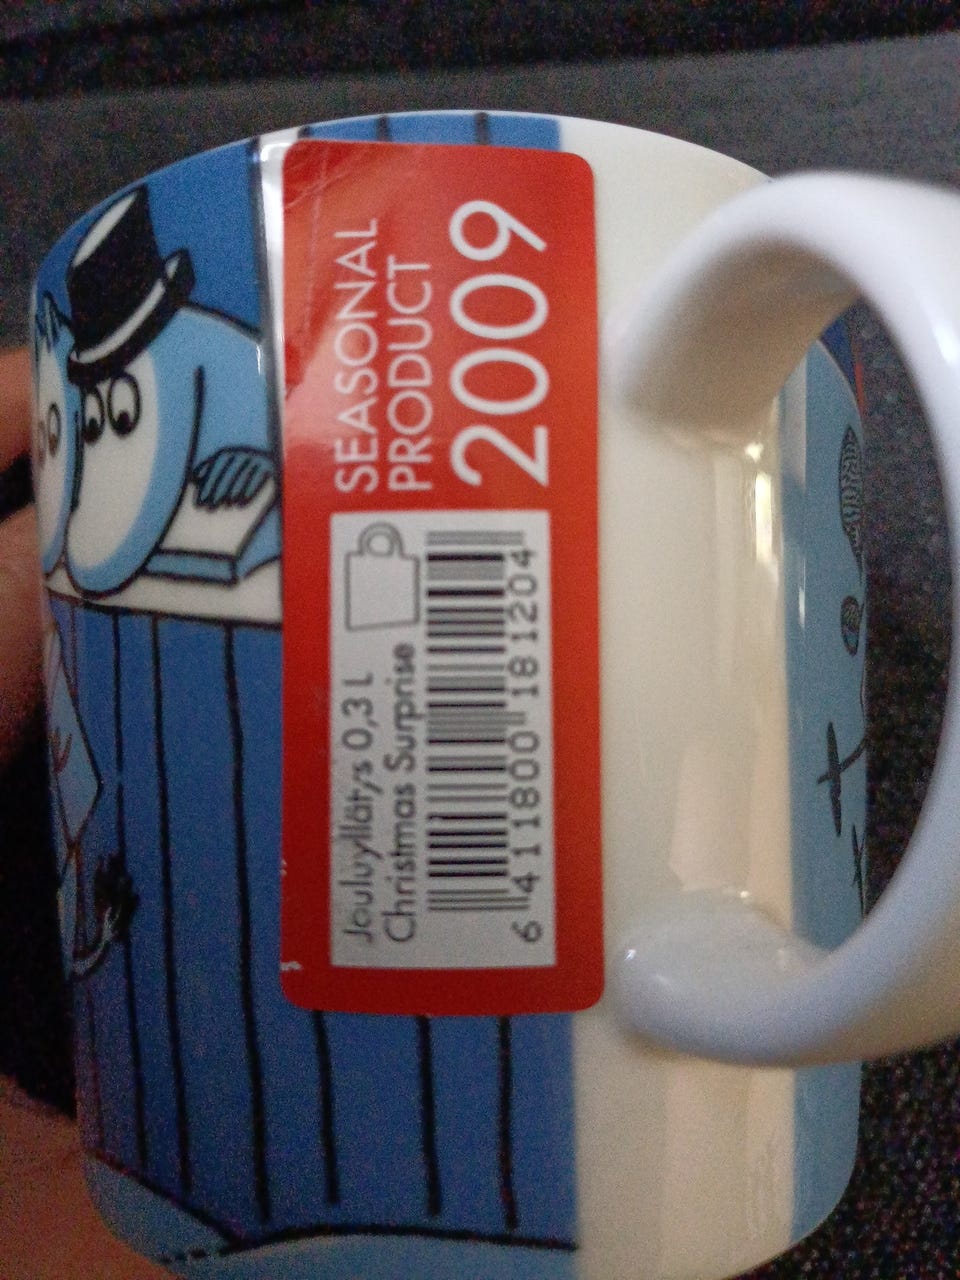 SEASONAL
PRODUCT
2009
Jouluyllätys 0,3 l
Christmas Surprise
6 411800 181204